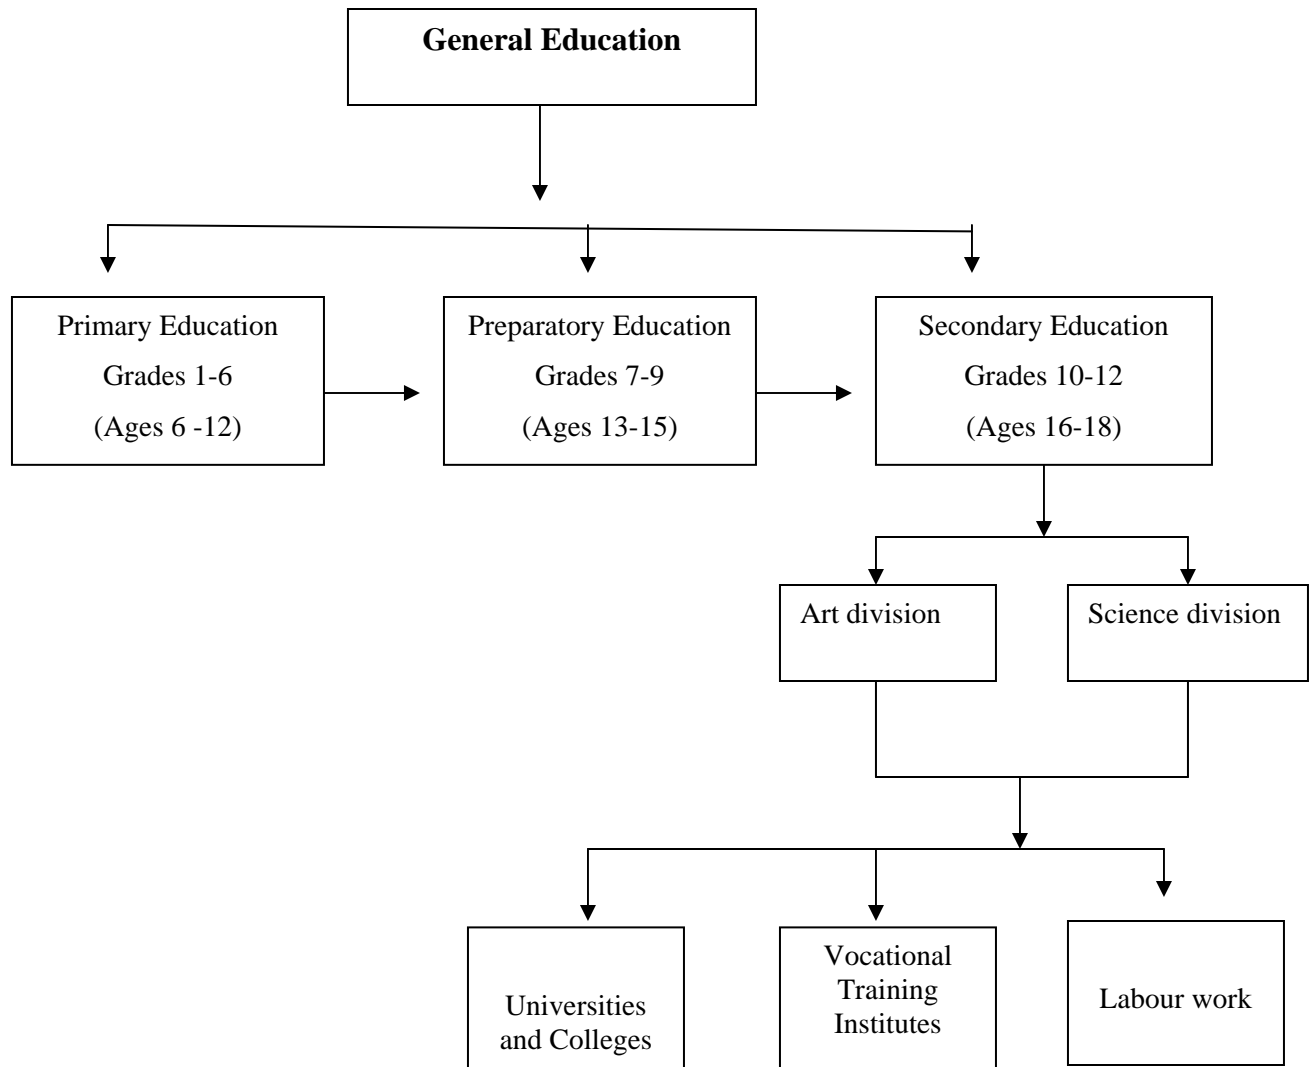 General Education
Primary Education
Grades 1-6
(Ages 6 -12)
Preparatory Education
Grades 7-9
(Ages 13-15)
Secondary Education
Grades 10-12
(Ages 16-18)
Art division
Science division
Universities
and Colleges
Vocational
Training
Institutes
Labour work